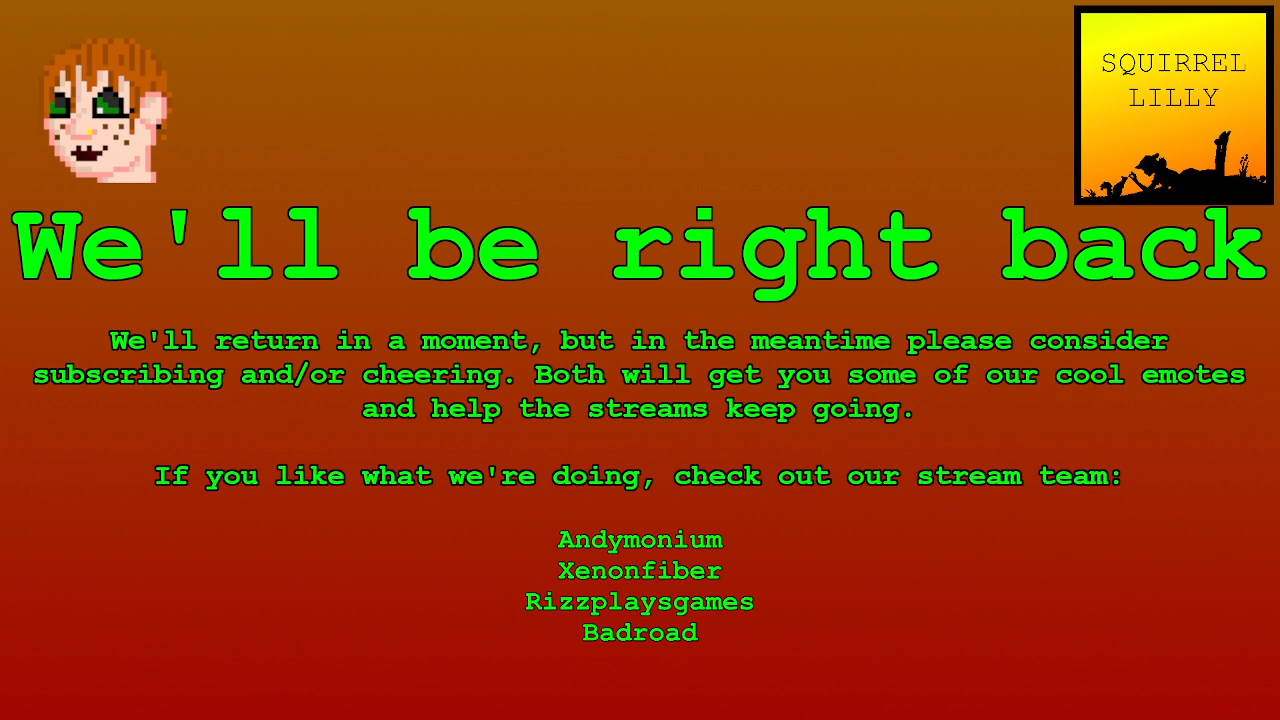 SQUIRREL
LILLY
We'll be right back
We'll return in a moment, but in the meantime please consider
subscribing and/or cheering. Both will get you some of our cool emotes
and help the streams keep going.
If you like what we're doing, check out our stream team:
Andymonium
Xenonfiber
Rizzplaysgames
Badroad